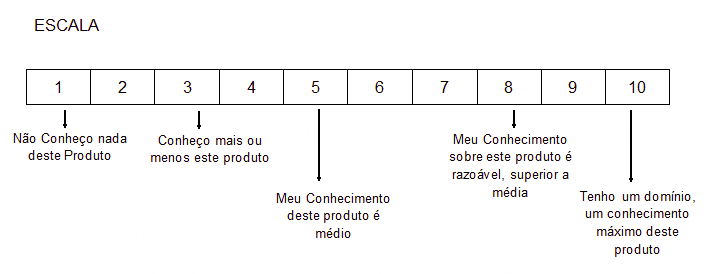 ESCALA
1 2 3 4 5 6 7 8 9 10
Não Conheço nada
deste Produto
Conheço mais ou
menos este produto
Meu Conhecimento
deste produto é
médio
Meu Conhecimento
sobre este produto é
razoável, superior a
média
Tenho um domínio,
um conhecimento
máximo deste
produto